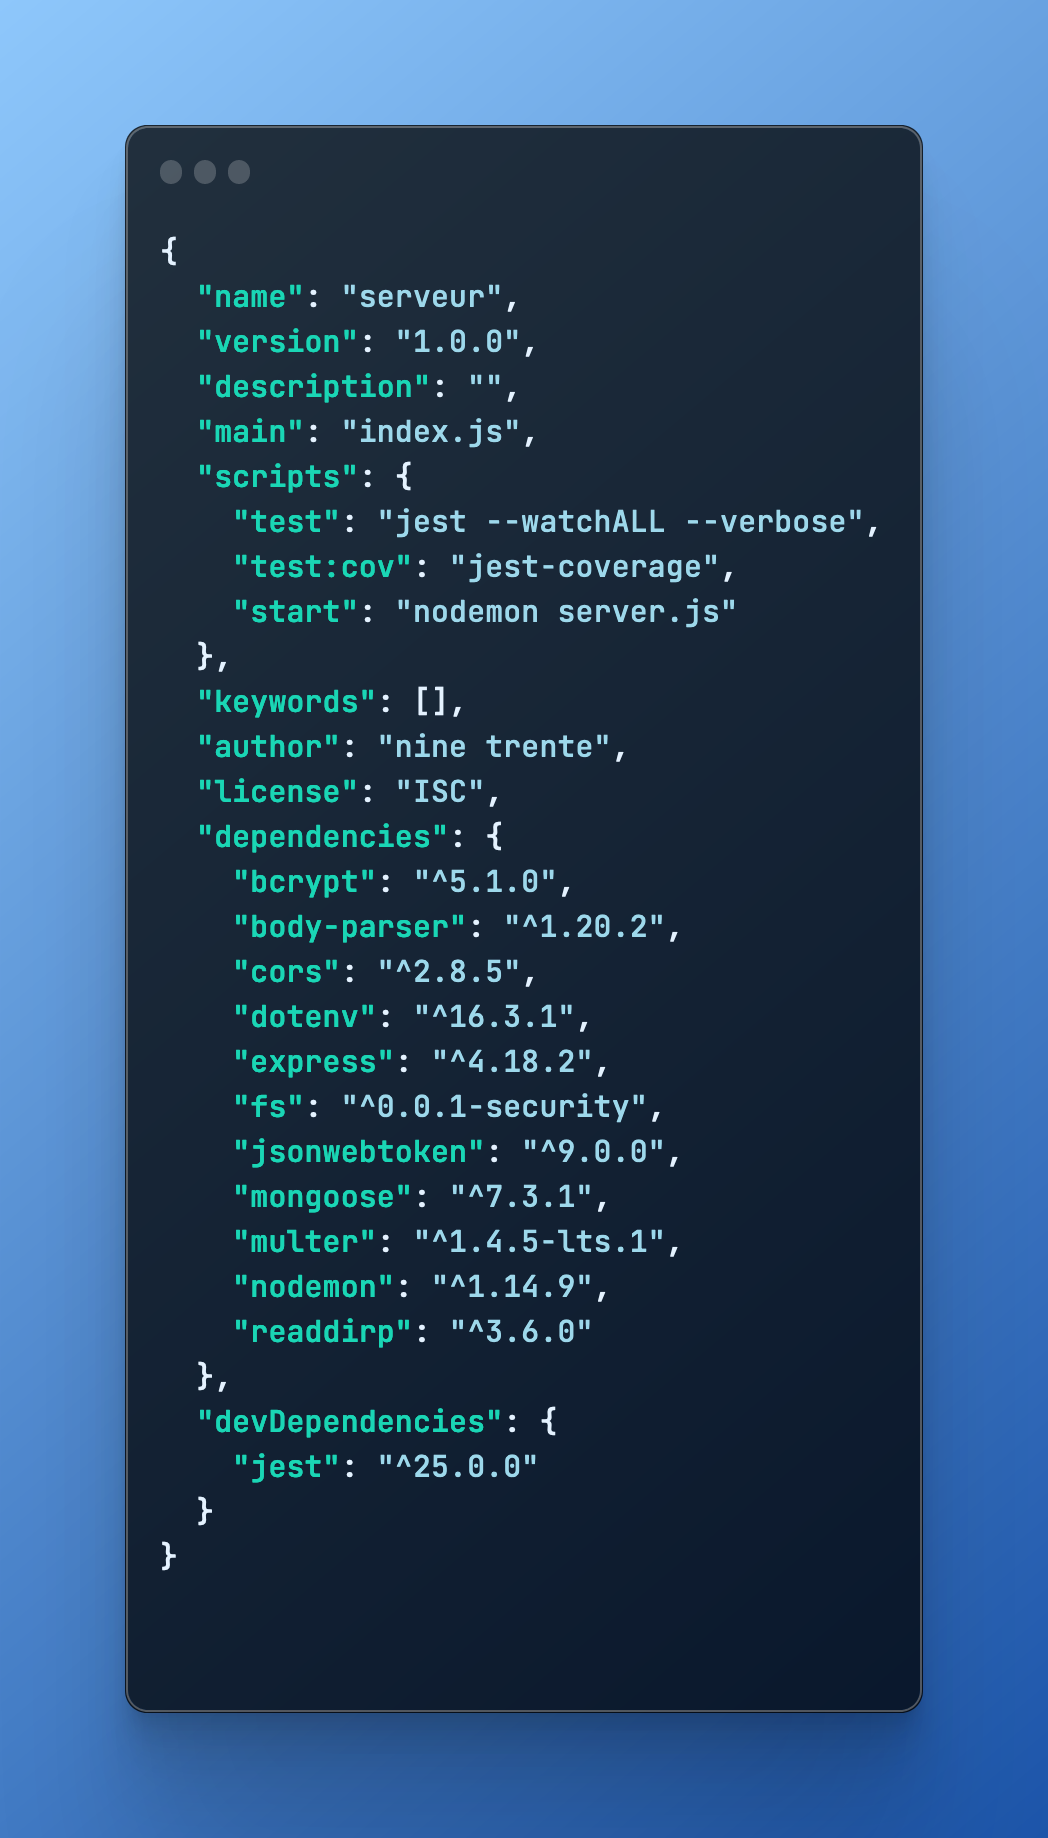 {
  "name": "serveur",
  "version": "1.0.0",
  "description": "",
  "main": "index.js",
  "scripts": {
    "test": "jest --watchALL --verbose",
    "test:cov": "jest-coverage",
    "start": "nodemon server.js"
  },
  "keywords": [],
  "author": "nine trente",
  "license": "ISC",
  "dependencies": {
    "bcrypt": "^5.1.0",
    "body-parser": "^1.20.2",
    "cors": "^2.8.5",
    "dotenv": "^16.3.1",
    "express": "^4.18.2",
    "fs": "^0.0.1-security",
    "jsonwebtoken": "^9.0.0",
    "mongoose": "^7.3.1",
    "multer": "^1.4.5-lts.1",
    "nodemon": "^1.14.9",
    "readdirp": "^3.6.0"
  },
  "devDependencies": {
    "jest": "^25.0.0"
  }
}